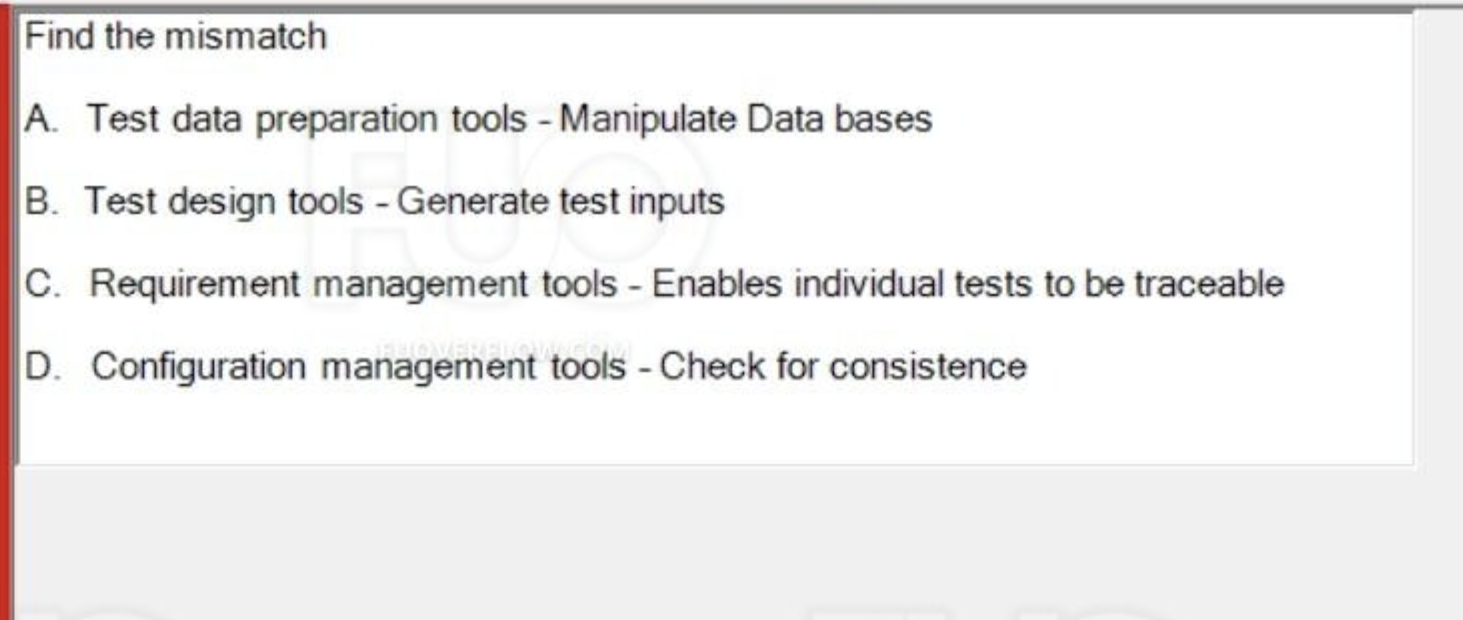 Find the mismatch
A. Test data preparation tools - Manipulate Data bases
B. Test design tools - Generate test inputs
C. Requirement management tools - Enables individual tests to be traceable
D. Configuration management tools - Check for consistence